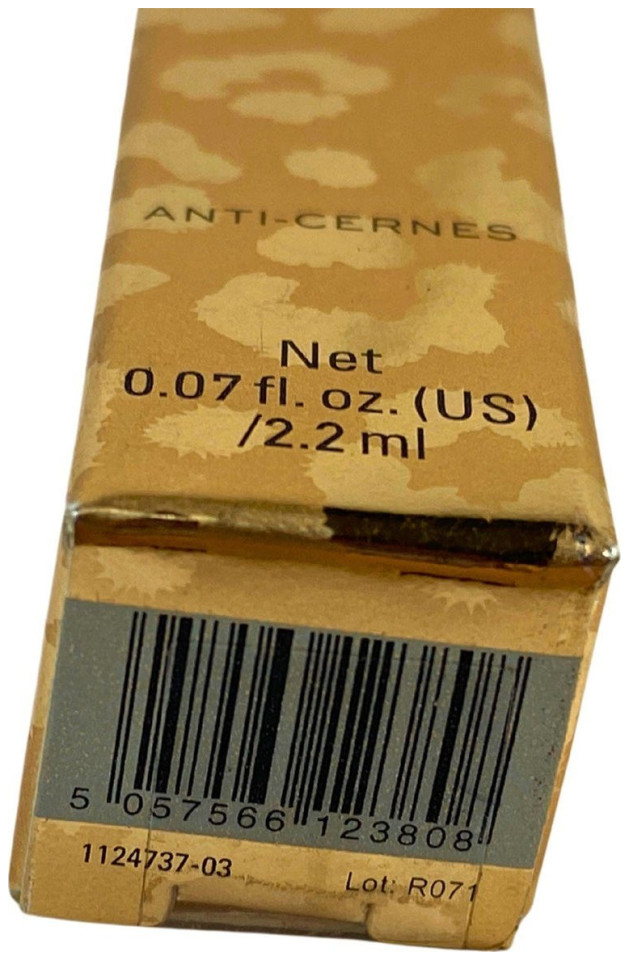 ANTI-CERNES
Net
0.07 fl. oz. (US)
/2.2 ml
5 057566 123808
1124737-03
Lot: R071